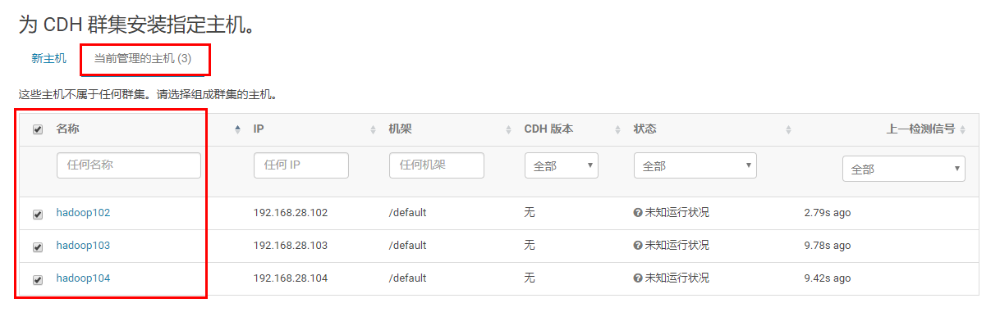 为 CDH 群集安装指定主机。
新主机 当前管理的主机 (3)
这些主机不属于任何群集。请选择组成群集的主机。
名称 IP 机架 CDH 版本 状态 上一检测信号
任何名称 任何 IP 任何机架 全部 全部 全部
hadoop102 192.168.28.102 /default 无 未知运行状况 2.79s ago
hadoop103 192.168.28.103 /default 无 未知运行状况 9.78s ago
hadoop104 192.168.28.104 /default 无 未知运行状况 9.42s ago